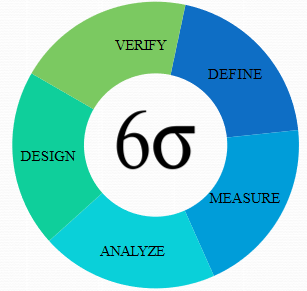 VERIFY
DEFINE
6σ
DESIGN
MEASURE
ANALYZE